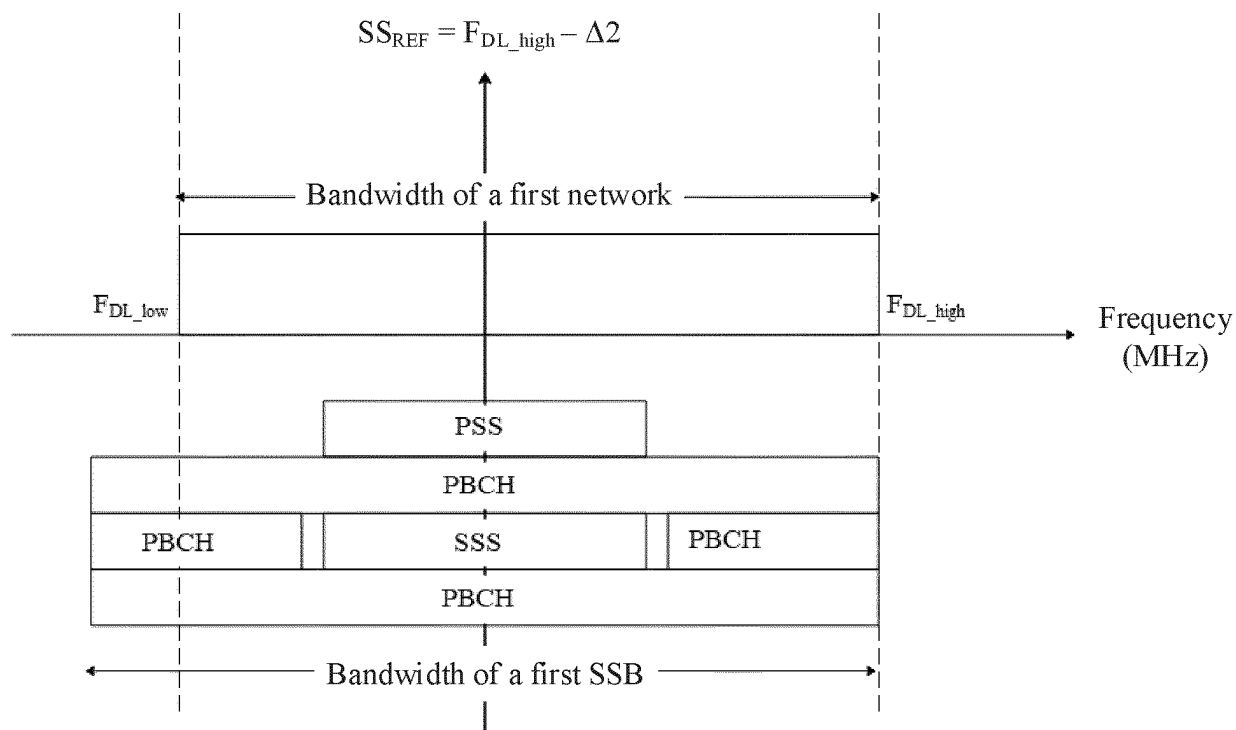 SS_REF = F_DL_high – Δ2
Bandwidth of a first network
F_DL_low
F_DL_high
Frequency
(MHz)
PSS
PBCH
PBCH SSS PBCH
PBCH
Bandwidth of a first SSB